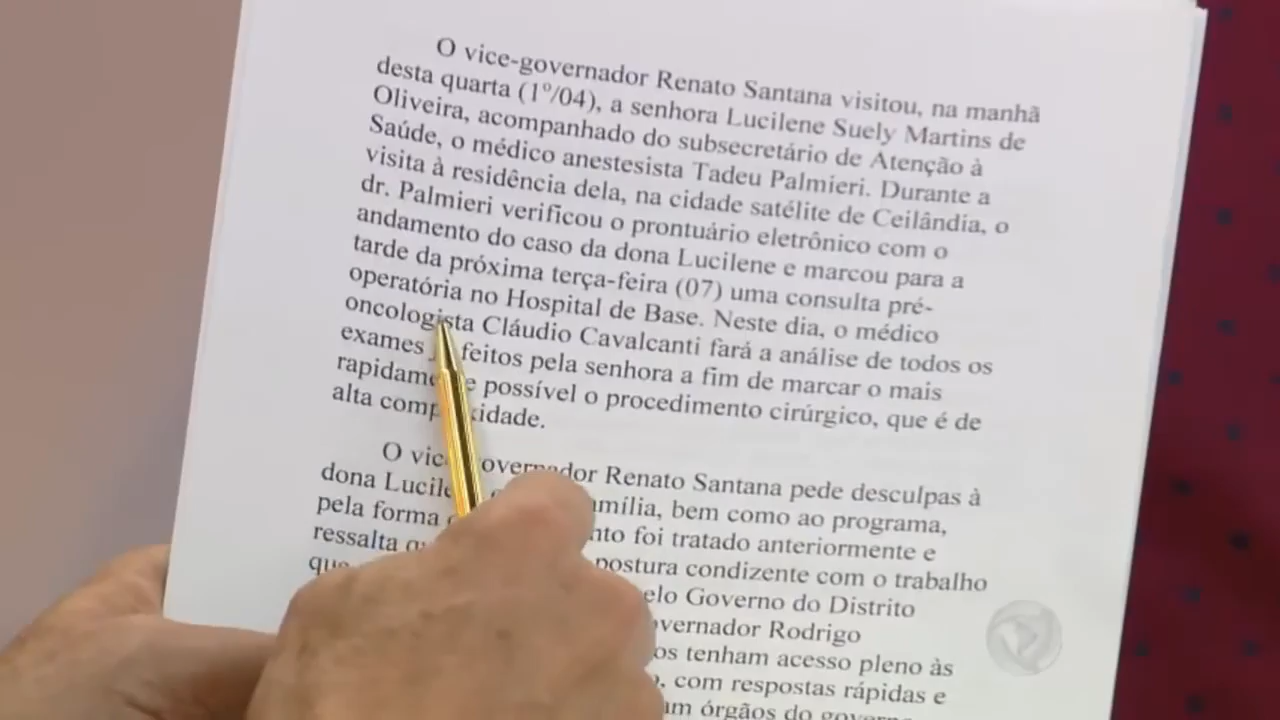 O vice-governador Renato Santana visitou, na manhã
desta quarta (1º/04), a senhora Lucilene Suely Martins de
Oliveira, acompanhado do subsecretário de Atenção à
Saúde, o médico anestesista Tadeu Palmieri. Durante a
visita à residência dela, na cidade satélite de Ceilândia, o
dr. Palmieri verificou o prontuário eletrônico com o
andamento do caso da dona Lucilene e marcou para a
tarde da próxima terça-feira (07) uma consulta pré-
operatória no Hospital de Base. Neste dia, o médico
oncologista Cláudio Cavalcanti fará a análise de todos os
exames feitos pela senhora a fim de marcar o mais
possível o procedimento cirúrgico, que é de
alta
O Renato Santana pede desculpas à
dona bem como ao programa,
pela forma foi tratado anteriormente e
ressalta
postura condizente com o trabalho
Governo do Distrito
Rodrigo
tenham acesso pleno às
com respostas rápidas e
órgãos do